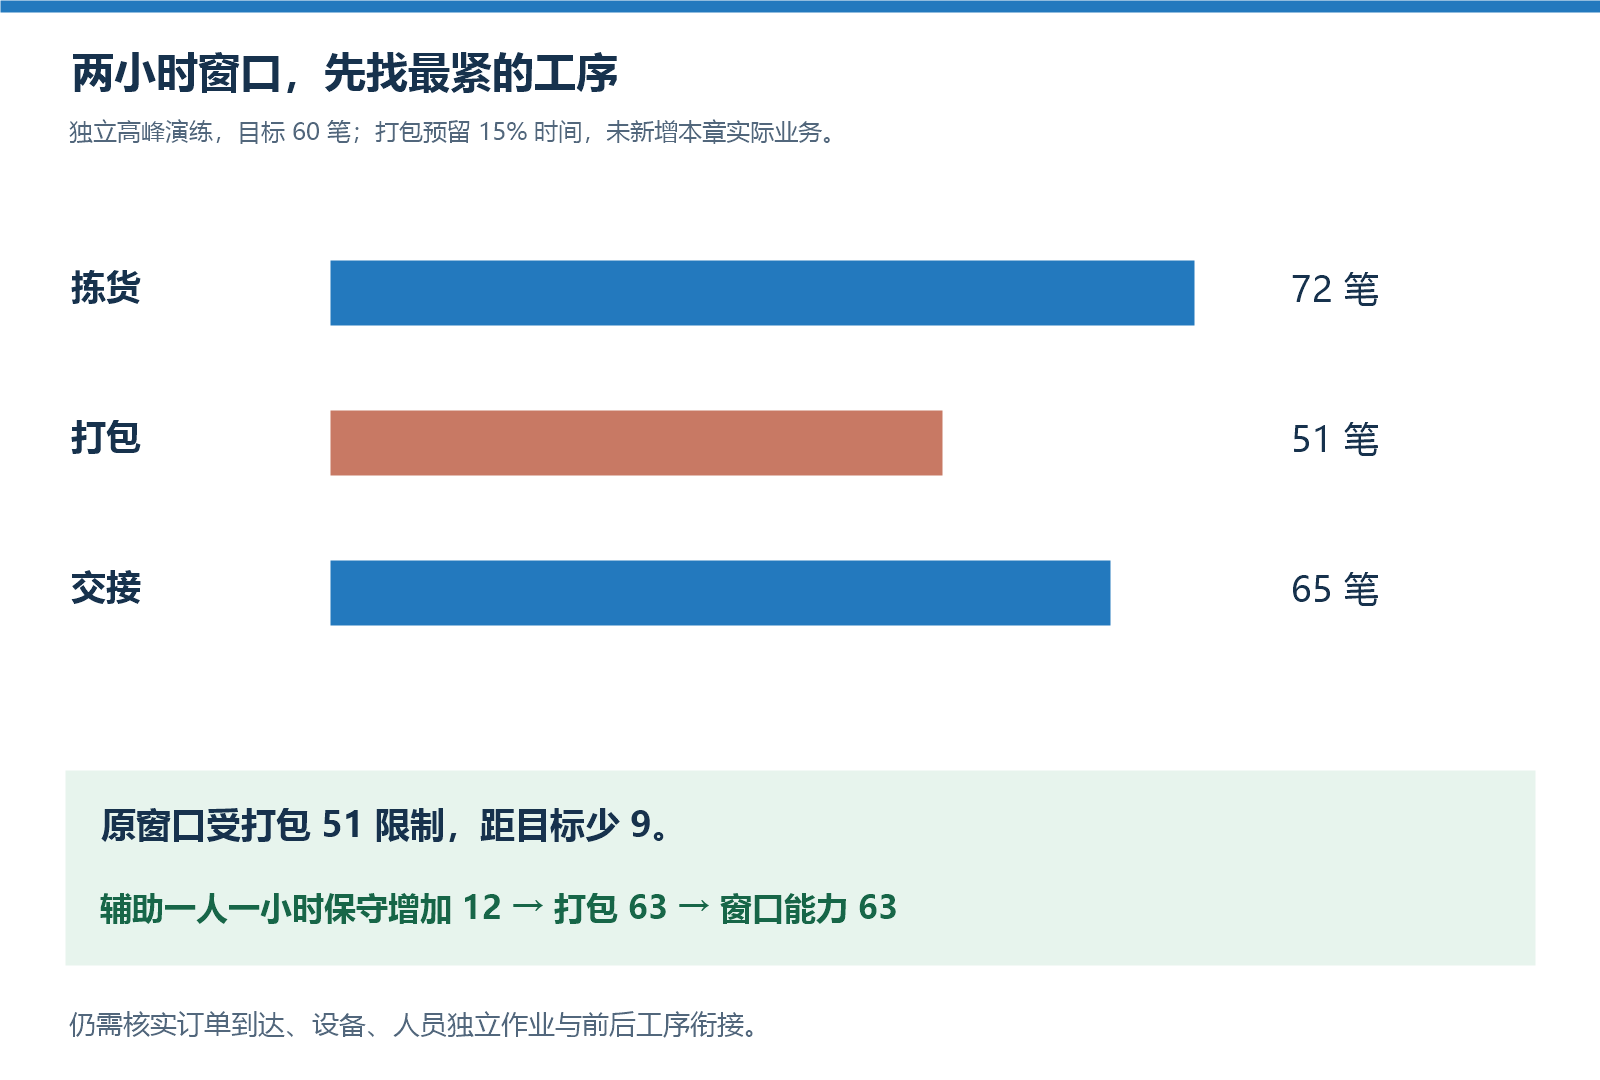 两小时窗口，先找最紧的工序
独立高峰演练，目标 60 笔；打包预留 15% 时间，未新增本章实际业务。
拣货 72 笔
打包 51 笔
交接 65 笔
原窗口受打包 51 限制，距目标少 9。
辅助一人一小时保守增加 12 → 打包 63 → 窗口能力 63
仍需核实订单到达、设备、人员独立作业与前后工序衔接。